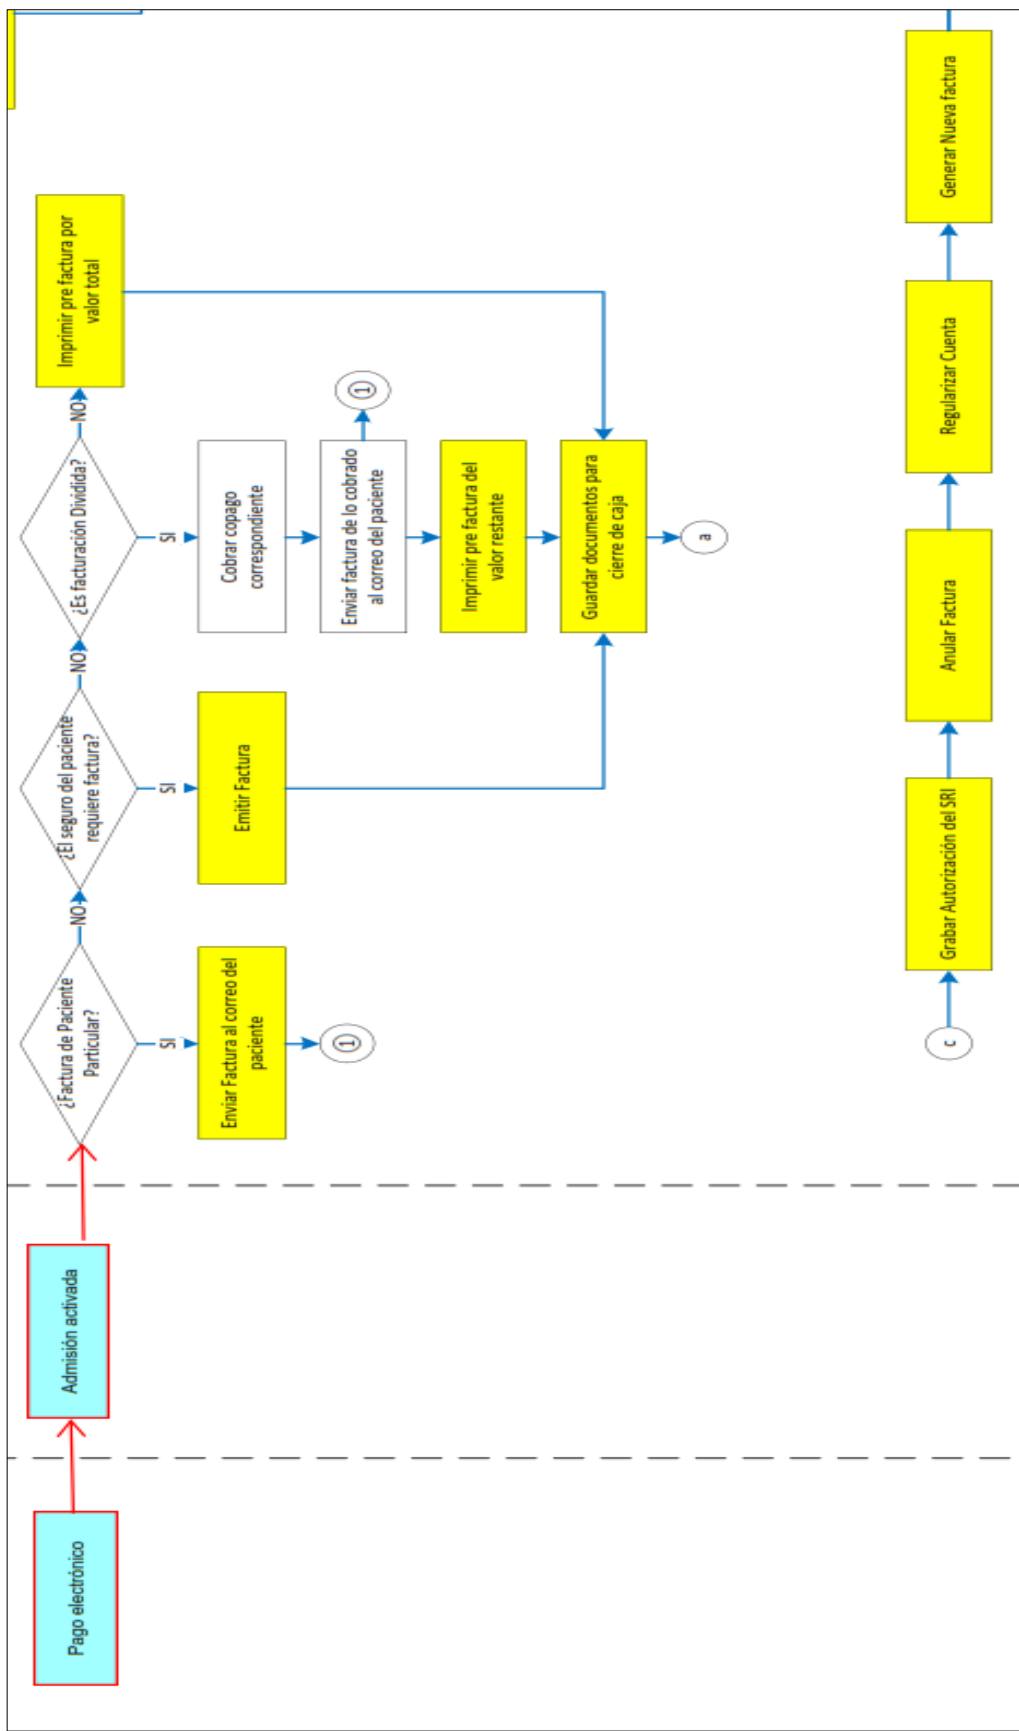 Pago electrónico
Admisión activada
¿Factura de Paciente
Particular?
NO
¿El seguro del paciente
requiere factura?
NO
¿Es facturación Dividida?
NO
Imprimir pre factura por
valor total
SI
SI
SI
Enviar Factura al correo del
paciente
Emitir Factura
Cobrar copago
correspondiente
①
Enviar factura de lo cobrado
al correo del paciente
①
Imprimir pre factura del
valor restante
Guardar documentos para
cierre de caja
a
c
Grabar Autorización del SRI
Anular Factura
Regularizar Cuenta
Generar Nueva factura